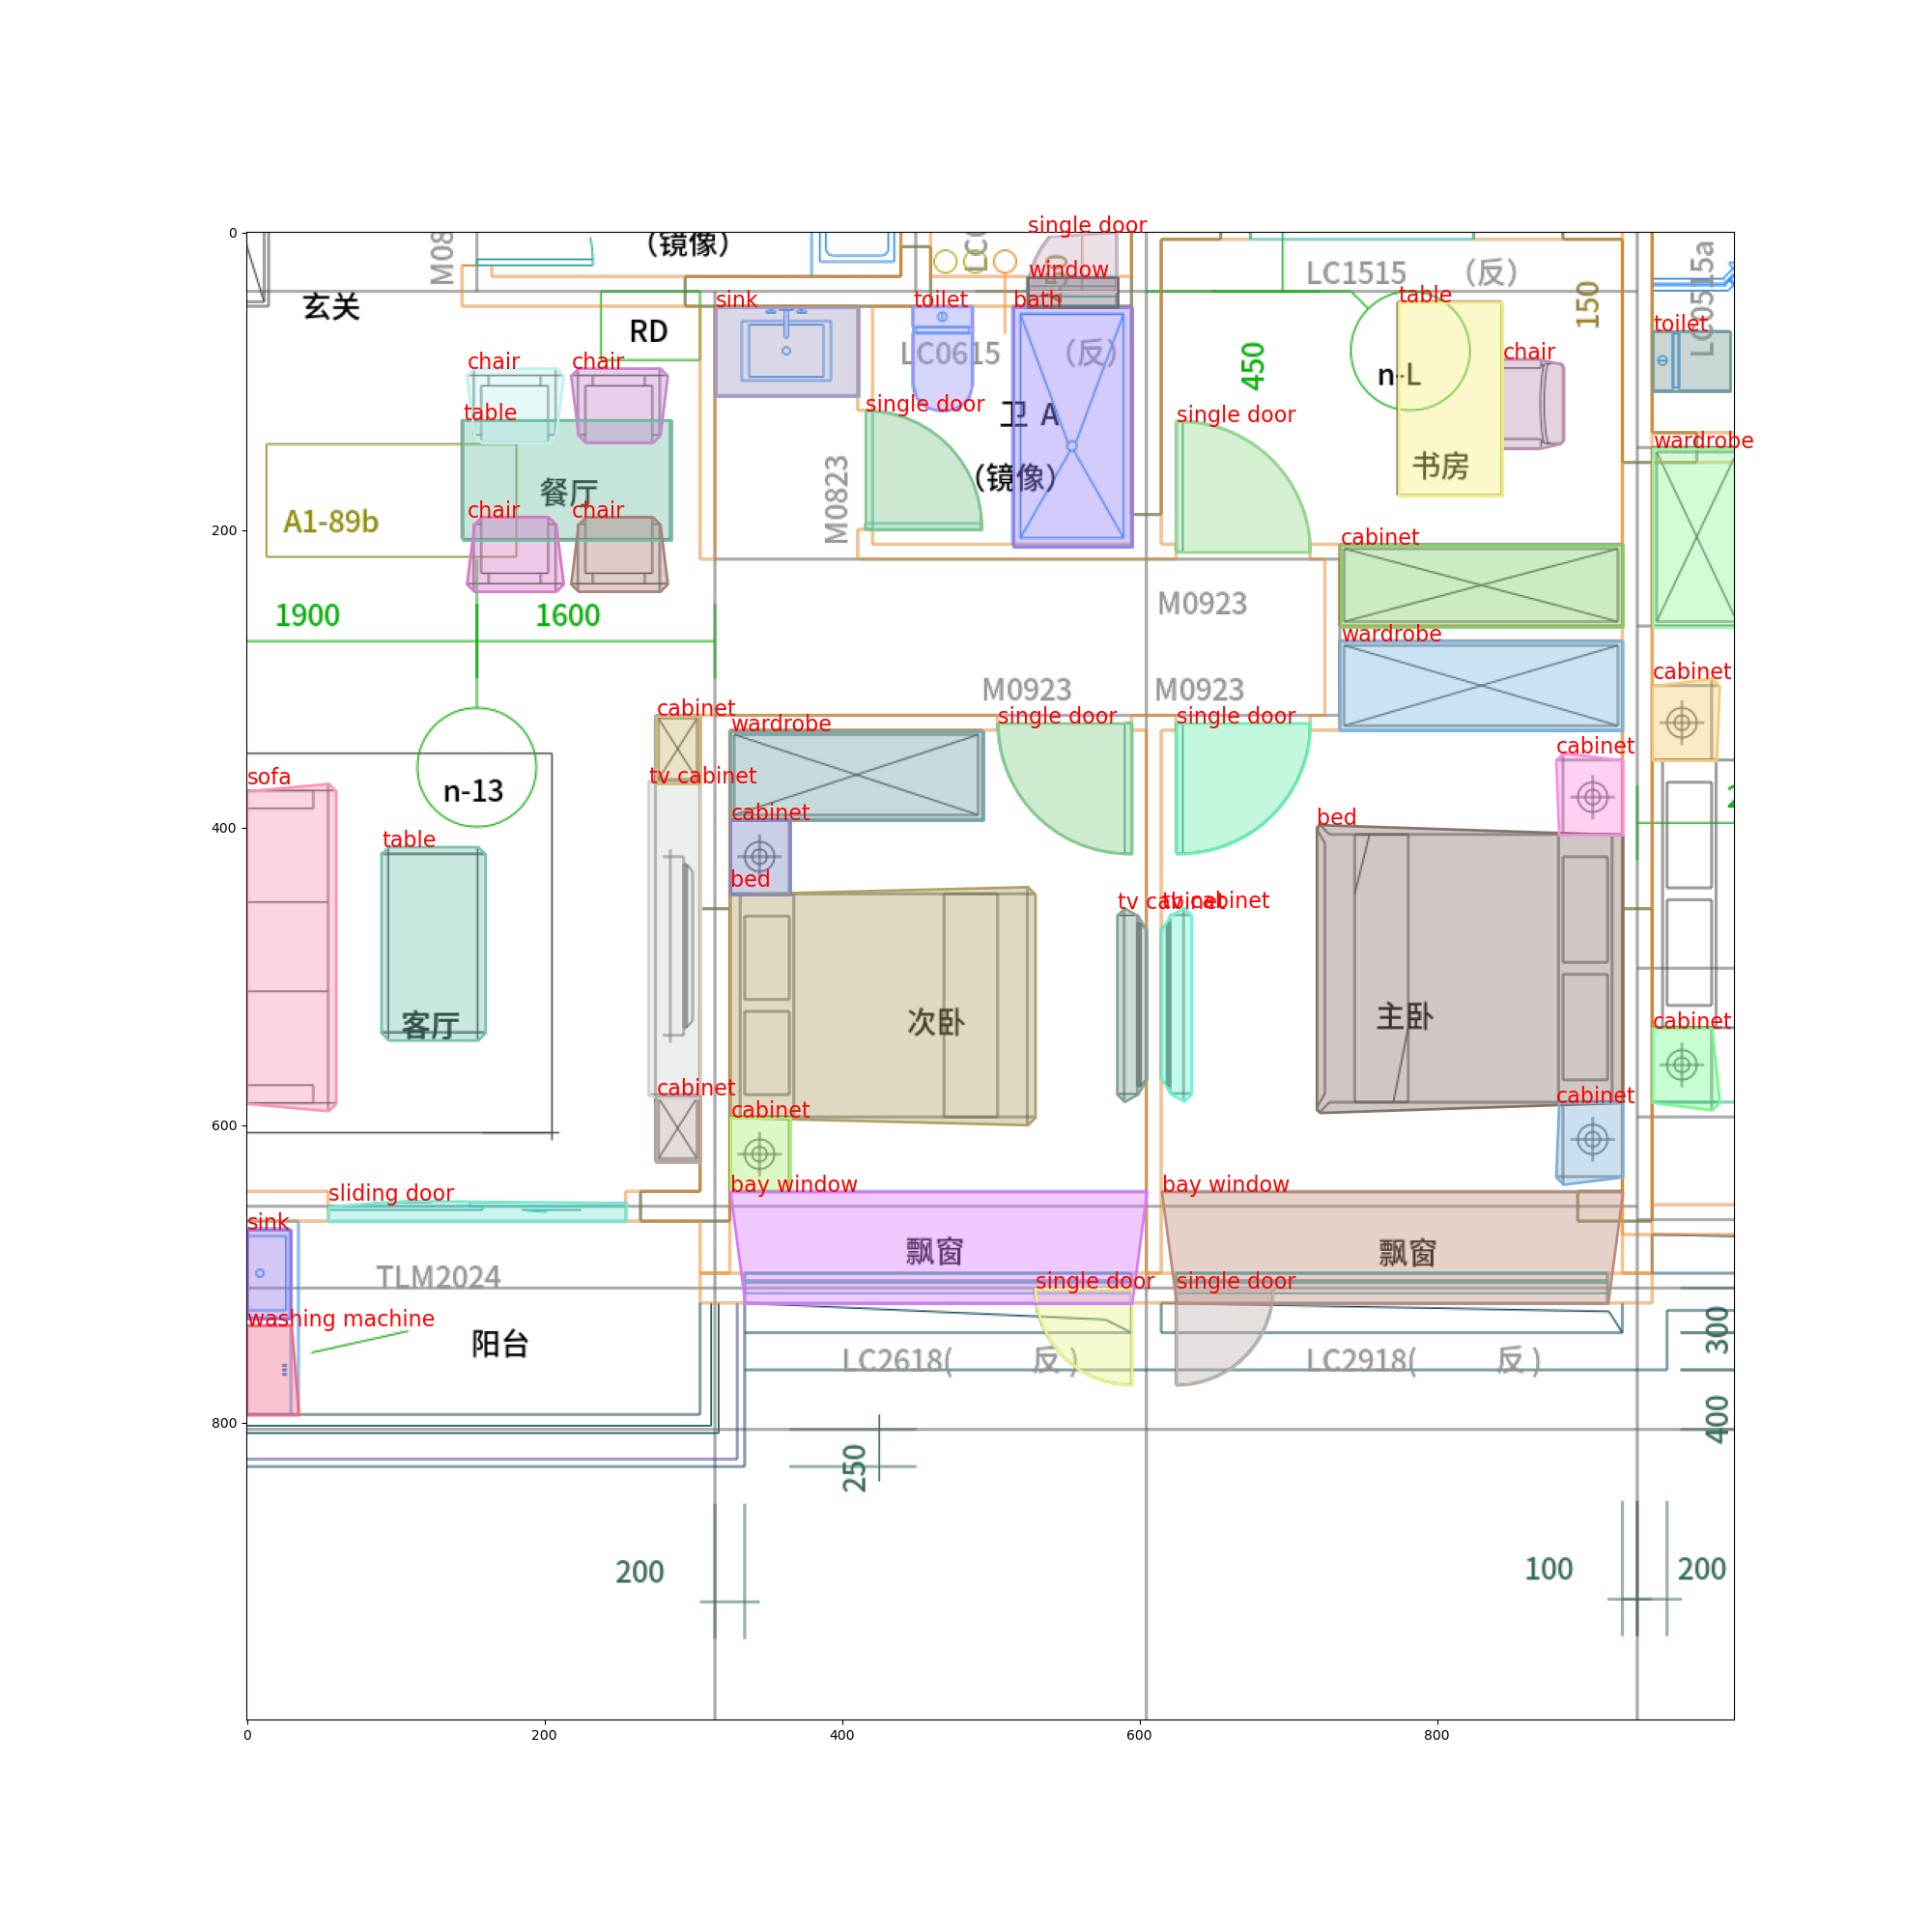 single door
0
M08
(镜像)
LC0515a
LC1515 (反)
window
玄关
sink
toilet
bath
table
150
RD
toilet
LC0615 (反)
chair
chair
chair
450
n-L
table
single door
single door
卫 A
wardrobe
餐厅
书房
(镜像)
M0823
A1-89b
chair
chair
200
cabinet
1900
1600
M0923
wardrobe
M0923
M0923
cabinet
cabinet
wardrobe
single door
single door
cabinet
sofa
tv cabinet
n-13
cabinet
bed
400
table
bed
tv cabinet
tv cabinet
客厅
次卧
主卧
cabinet
cabinet
cabinet
cabinet
600
sliding door
bay window
bay window
sink
飘窗
飘窗
TLM2024
single door
single door
washing machine
阳台
300
LC2618( 反 )
LC2918( 反 )
800
400
250
200
100
200
0
200
400
600
800